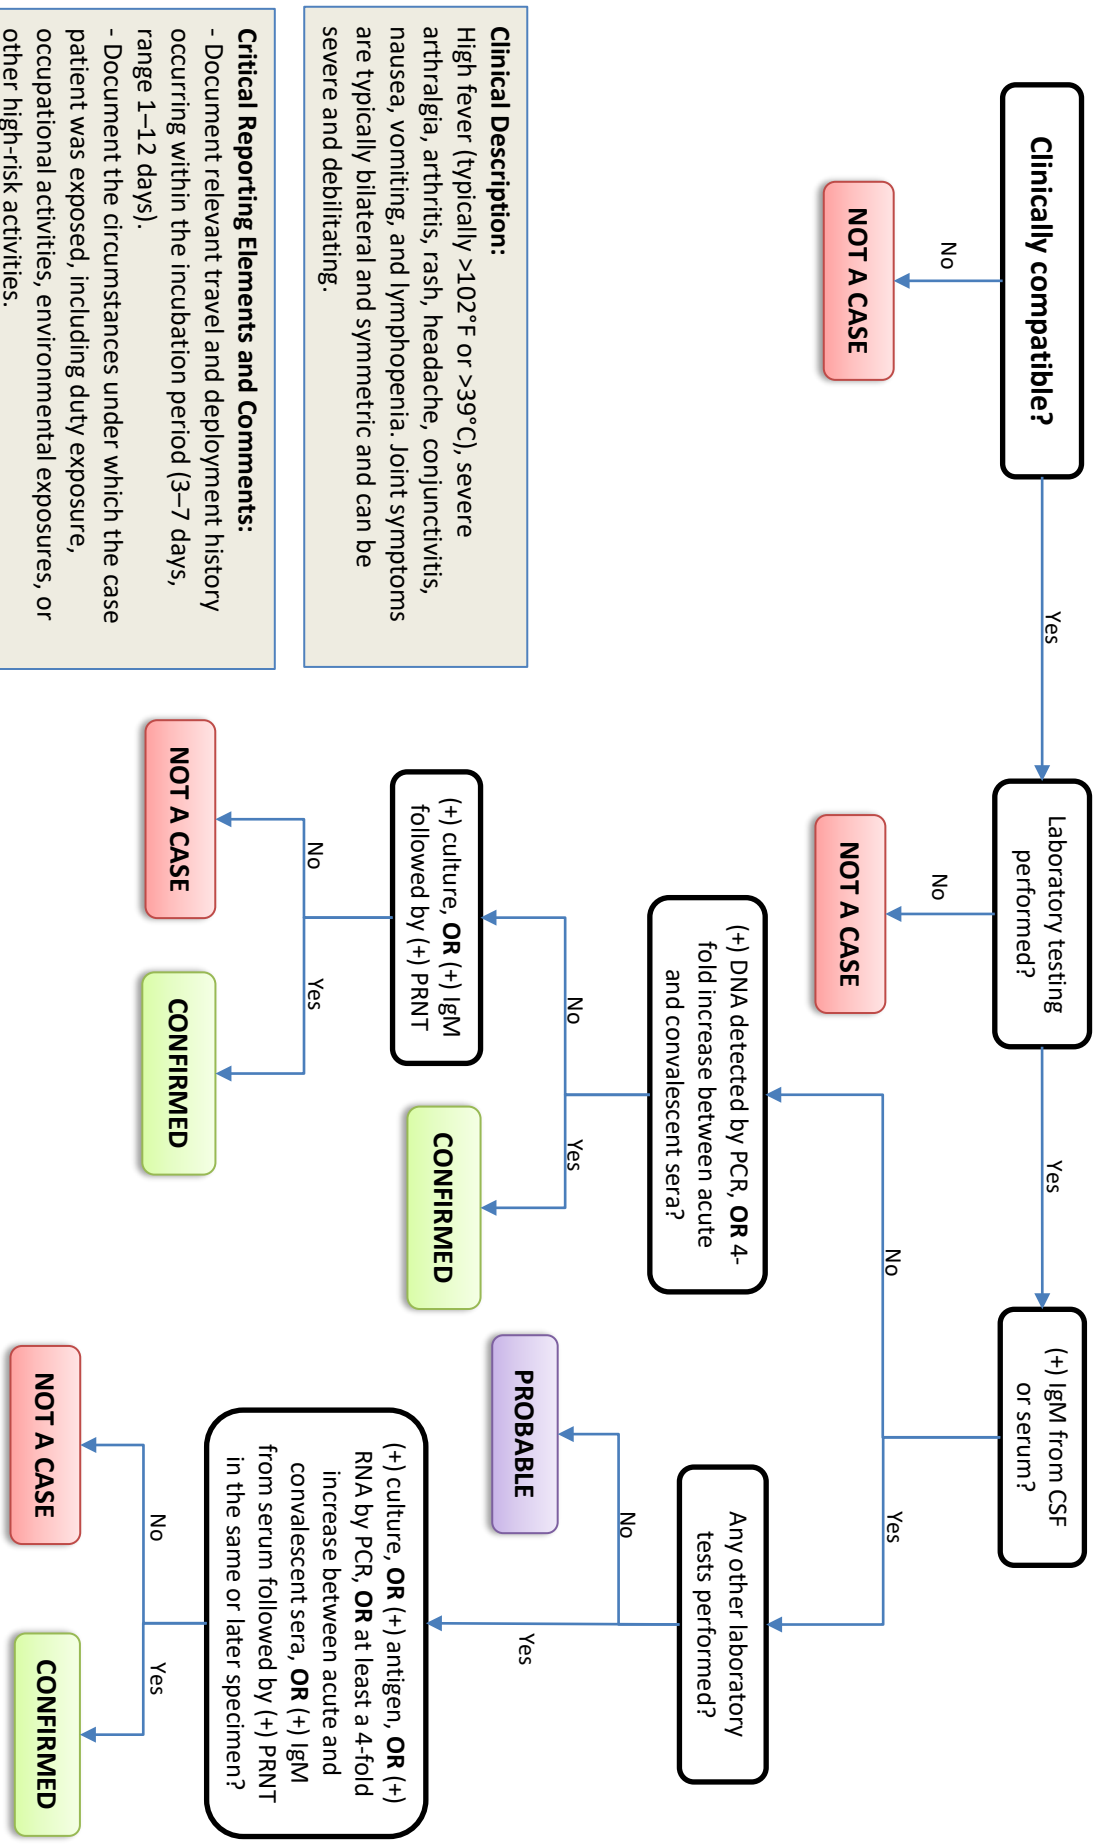 Clinically compatible?
Yes
No
NOT A CASE
Laboratory testing
performed?
Yes
No
NOT A CASE
(+) IgM from CSF
or serum?
No
Yes
(+) DNA detected by PCR, OR 4-
fold increase between acute
and convalescent sera?
No
Yes
CONFIRMED
(+) culture, OR (+) IgM
followed by (+) PRNT
No
Yes
NOT A CASE
CONFIRMED
Any other laboratory
tests performed?
No
Yes
PROBABLE
(+) culture, OR (+) antigen, OR (+)
RNA by PCR, OR at least a 4-fold
increase between acute and
convalescent sera, OR (+) IgM
from serum followed by (+) PRNT
in the same or later specimen?
No
Yes
NOT A CASE
CONFIRMED
Clinical Description:
High fever (typically >102°F or >39°C), severe
arthralgia, arthritis, rash, headache, conjunctivitis,
nausea, vomiting, and lymphopenia. Joint symptoms
are typically bilateral and symmetric and can be
severe and debilitating.
Critical Reporting Elements and Comments:
- Document relevant travel and deployment history
occurring within the incubation period (3–7 days,
range 1–12 days).
- Document the circumstances under which the case
patient was exposed, including duty exposure,
occupational activities, environmental exposures, or
other high-risk activities.